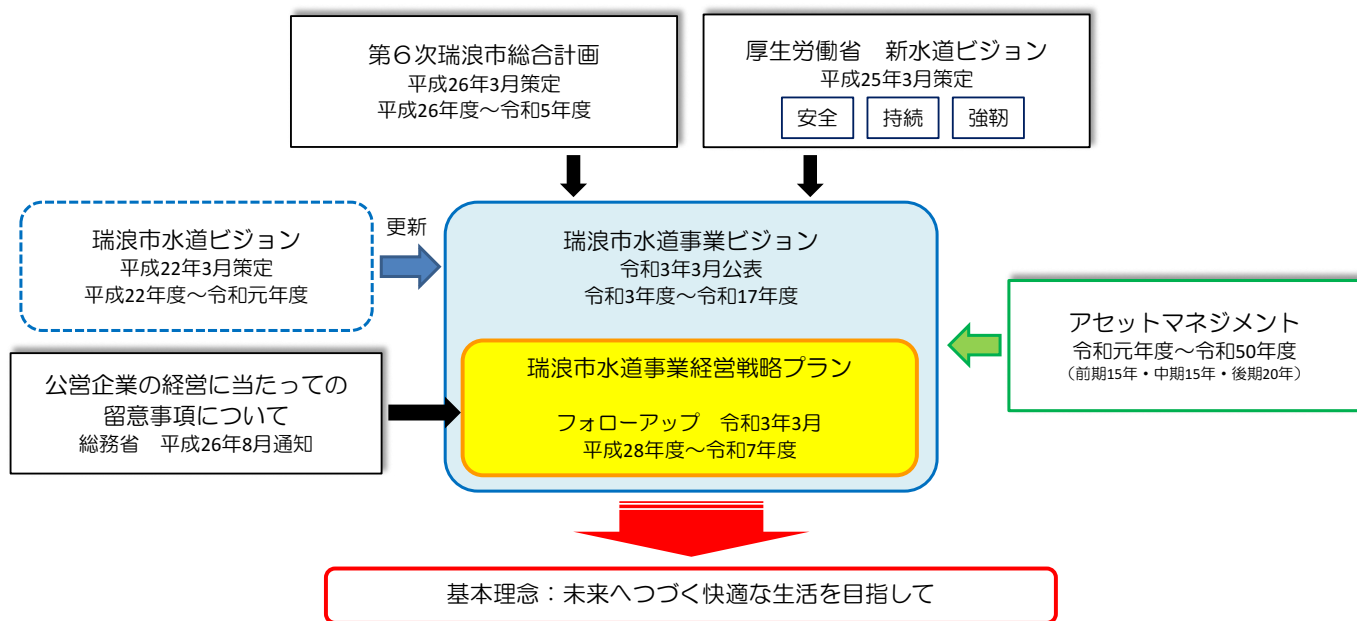 第６次瑞浪市総合計画
平成26年3月策定
平成26年度～令和5年度
厚生労働省　新水道ビジョン
平成25年3月策定
安全
持続
強靭
瑞浪市水道ビジョン
平成22年3月策定
平成22年度～令和元年度
更新
瑞浪市水道事業ビジョン
令和3年3月公表
令和3年度～令和17年度
アセットマネジメント
令和元年度～令和50年度
（前期15年・中期15年・後期20年）
公営企業の経営に当たっての
留意事項について
総務省　平成26年8月通知
瑞浪市水道事業経営戦略プラン
フォローアップ　令和3年3月
平成28年度～令和7年度
基本理念：未来へつづく快適な生活を目指して